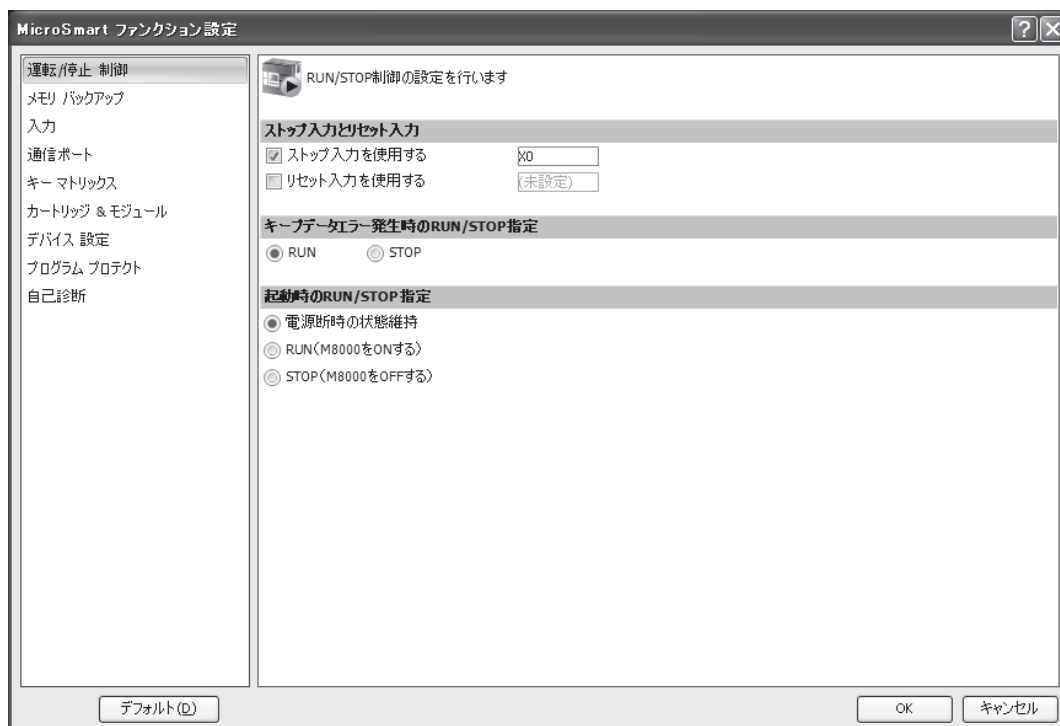 MicroSmart ファンクション設定
運転/停止 制御
メモリ バックアップ
入力
通信ポート
キー マトリックス
カートリッジ & モジュール
デバイス 設定
プログラム プロテクト
自己診断
RUN/STOP制御の設定を行います
ストップ入力とリセット入力
ストップ入力を使用する X0
リセット入力を使用する (未設定)
キープデータエラー発生時のRUN/STOP指定
RUN STOP
起動時のRUN/STOP指定
電源断時の状態維持
RUN(M8000をONする)
STOP(M8000をOFFする)
デフォルト(D) OK キャンセル